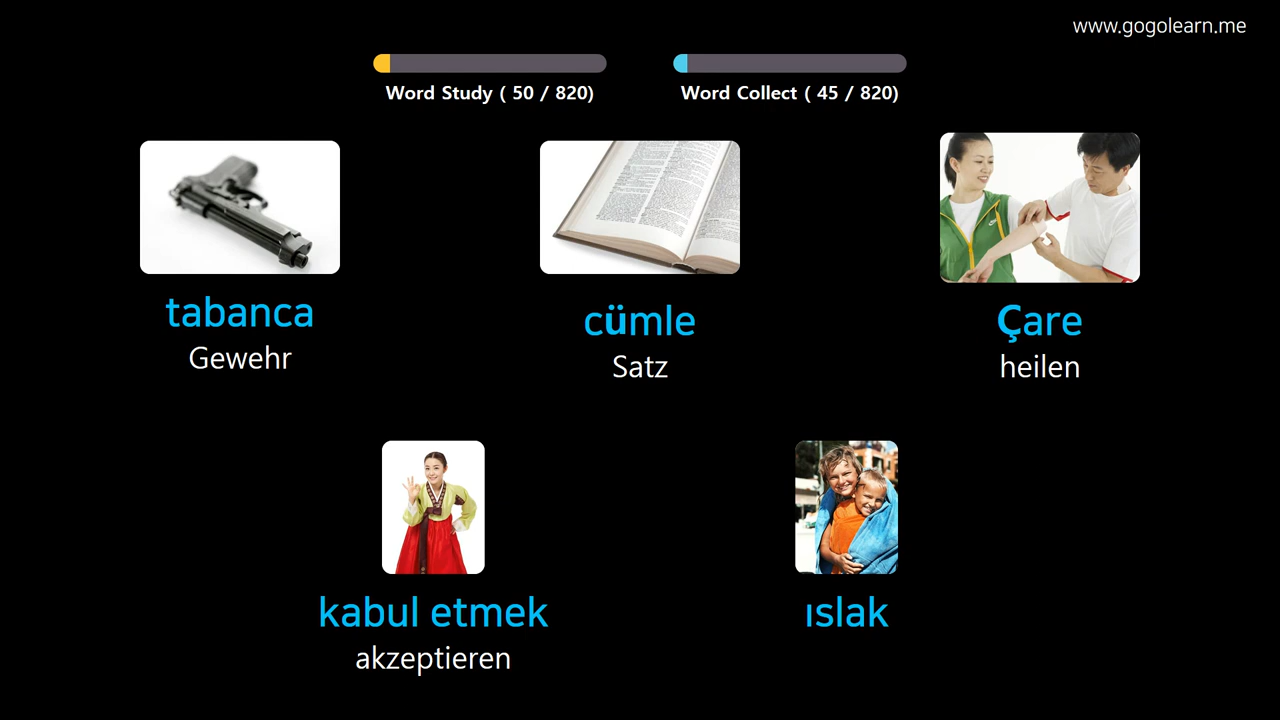 www.gogolearn.me
Word Study ( 50 / 820)
Word Collect ( 45 / 820)
tabanca
Gewehr
cümle
Satz
Çare
heilen
kabul etmek
akzeptieren
ıslak